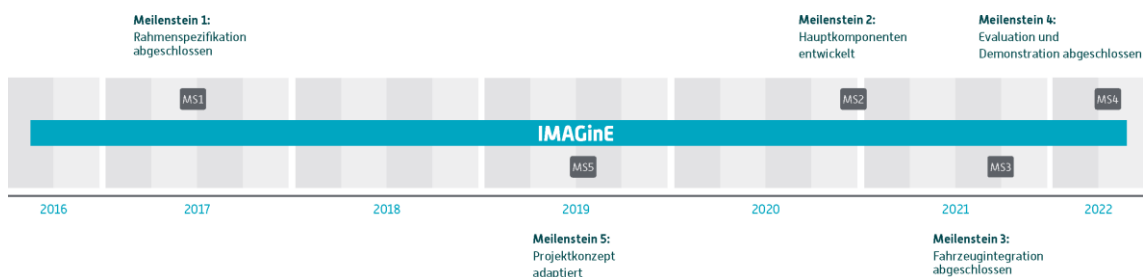 Meilenstein 1:
Rahmenspezifikation
abgeschlossen
Meilenstein 2:
Hauptkomponenten
entwickelt
Meilenstein 4:
Evaluation und
Demonstration abgeschlossen
MS1
MS2
MS4
IMAGinE
MS5
MS3
2016
2017
2018
2019
2020
2021
2022
Meilenstein 5:
Projektkonzept
adaptiert
Meilenstein 3:
Fahrzeugintegration
abgeschlossen